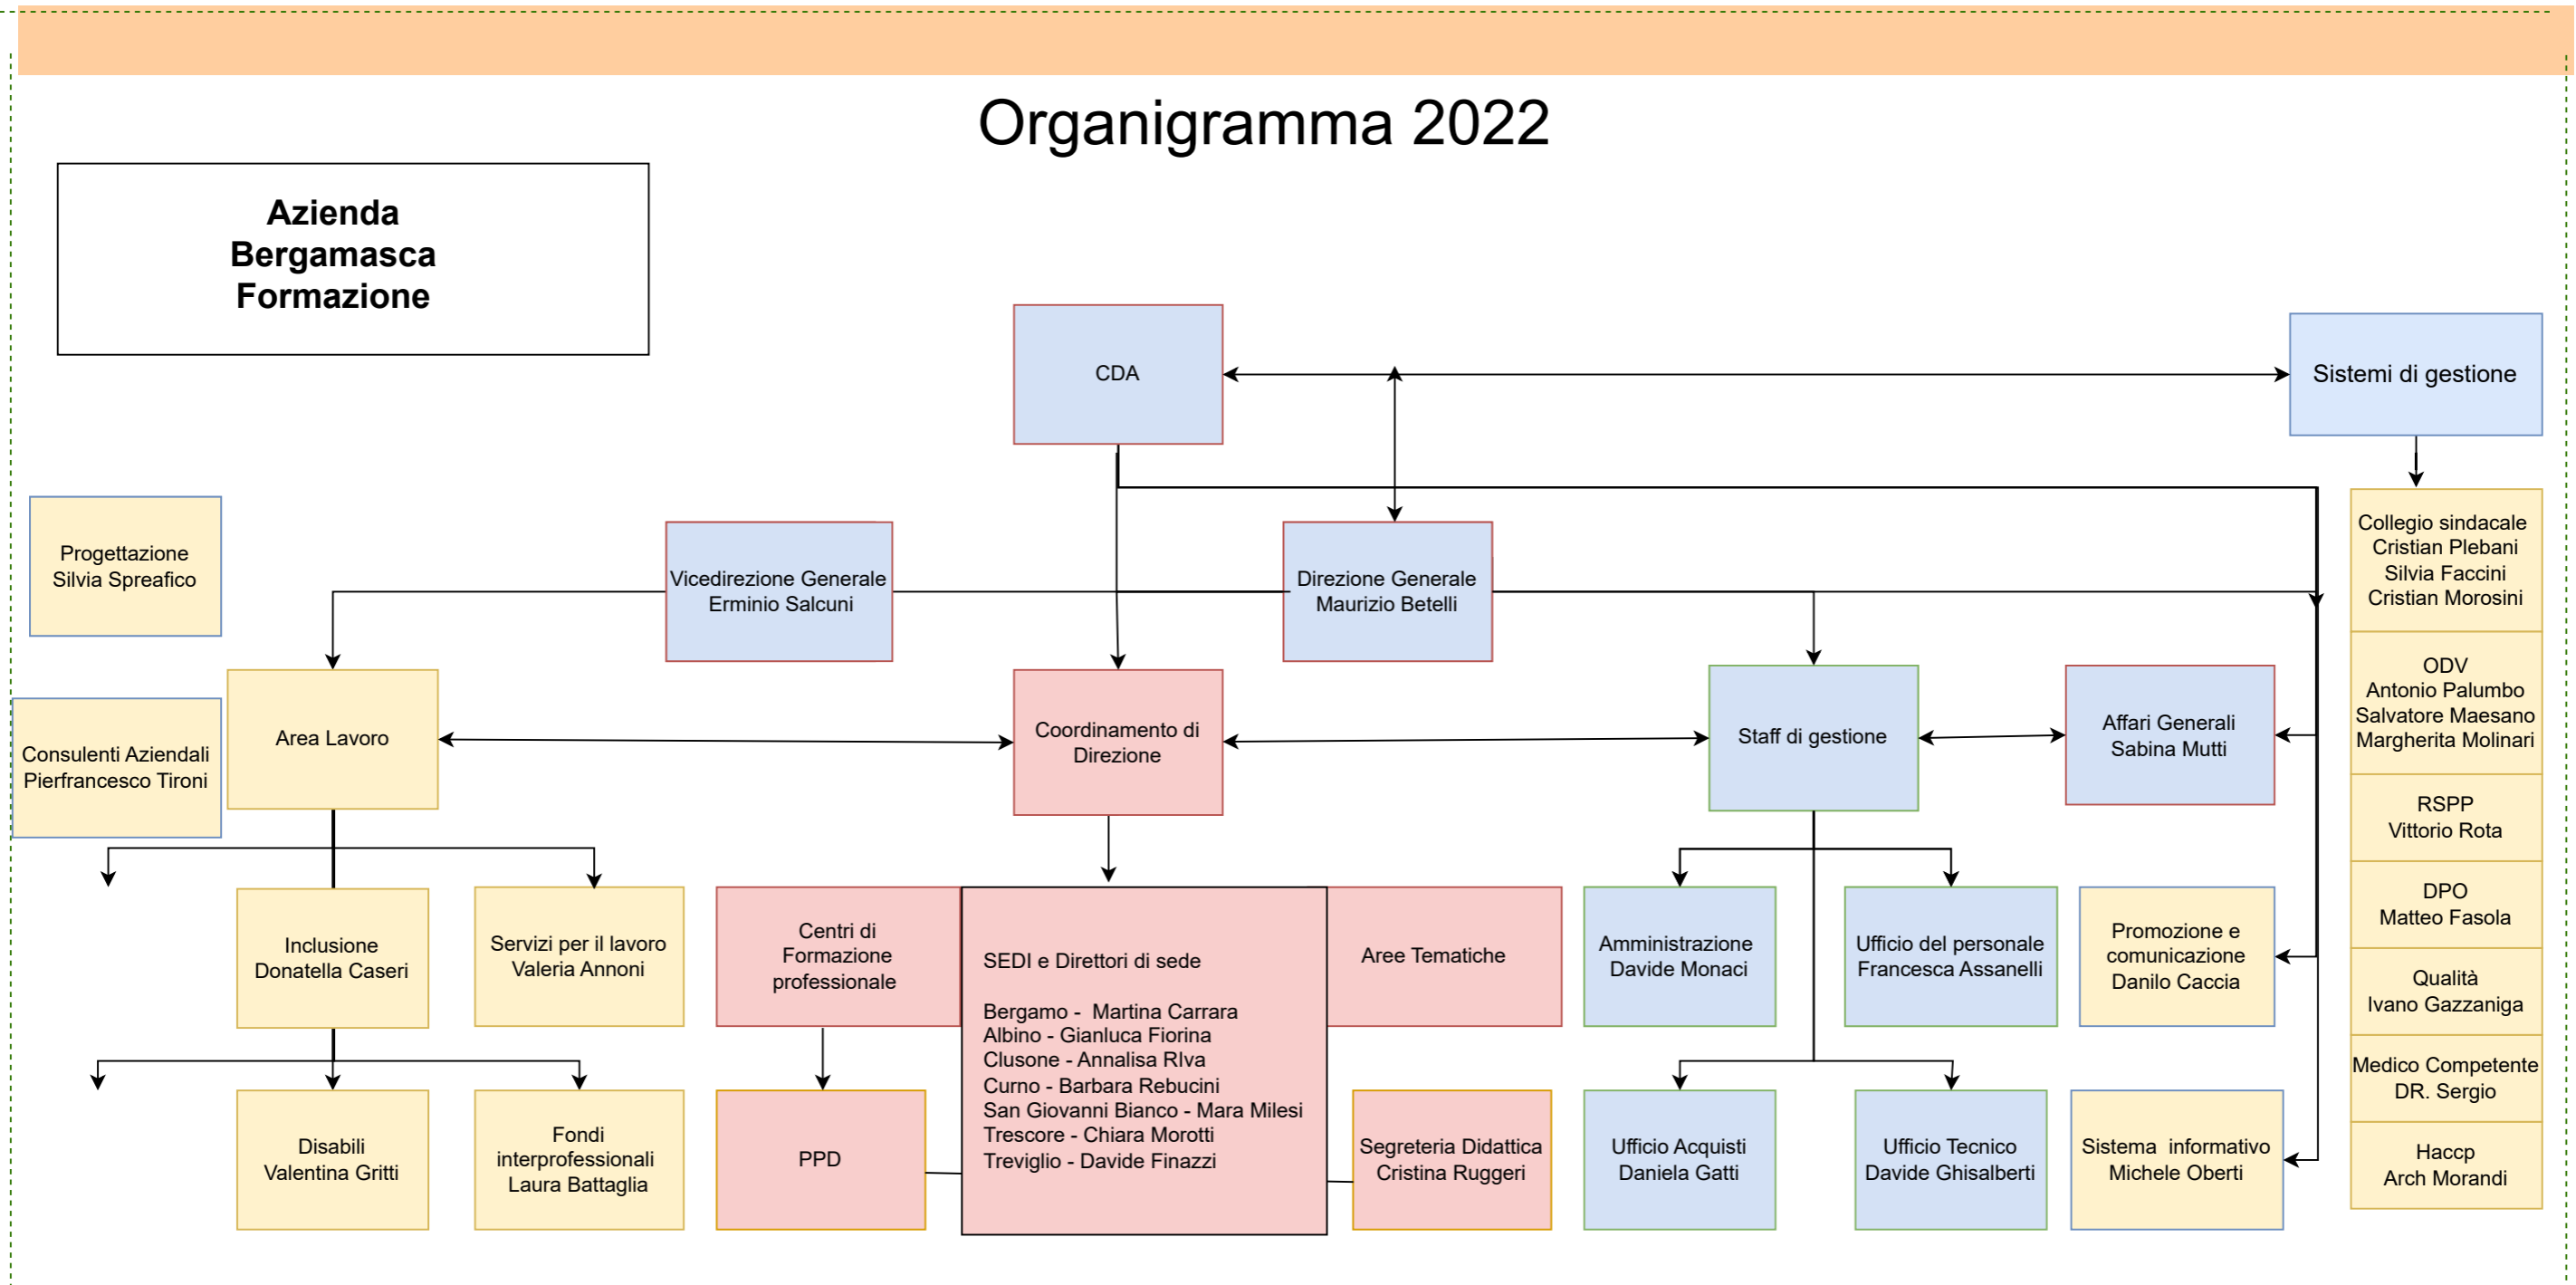 Organigramma 2022
Azienda
Bergamasca
Formazione
CDA
Sistemi di gestione
Progettazione
Silvia Spreafico
Vicedirezione Generale
Erminio Salcuni
Direzione Generale
Maurizio Betelli
Collegio sindacale
Cristian Plebani
Silvia Faccini
Cristian Morosini
Consulenti Aziendali
Pierfrancesco Tironi
Area Lavoro
Coordinamento di
Direzione
Staff di gestione
Affari Generali
Sabina Mutti
ODV
Antonio Palumbo
Salvatore Maesano
Margherita Molinari
RSPP
Vittorio Rota
DPO
Matteo Fasola
Qualità
Ivano Gazzaniga
Medico Competente
DR. Sergio
Haccp
Arch Morandi
Inclusione
Donatella Caseri
Servizi per il lavoro
Valeria Annoni
Centri di
Formazione
professionale
SEDI e Direttori di sede
Bergamo -  Martina Carrara
Albino - Gianluca Fiorina
Clusone - Annalisa RIva
Curno - Barbara Rebucini
San Giovanni Bianco - Mara Milesi
Trescore - Chiara Morotti
Treviglio - Davide Finazzi
Aree Tematiche
Amministrazione
Davide Monaci
Ufficio del personale
Francesca Assanelli
Promozione e
comunicazione
Danilo Caccia
Disabili
Valentina Gritti
Fondi
interprofessionali
Laura Battaglia
PPD
Segreteria Didattica
Cristina Ruggeri
Ufficio Acquisti
Daniela Gatti
Ufficio Tecnico
Davide Ghisalberti
Sistema  informativo
Michele Oberti